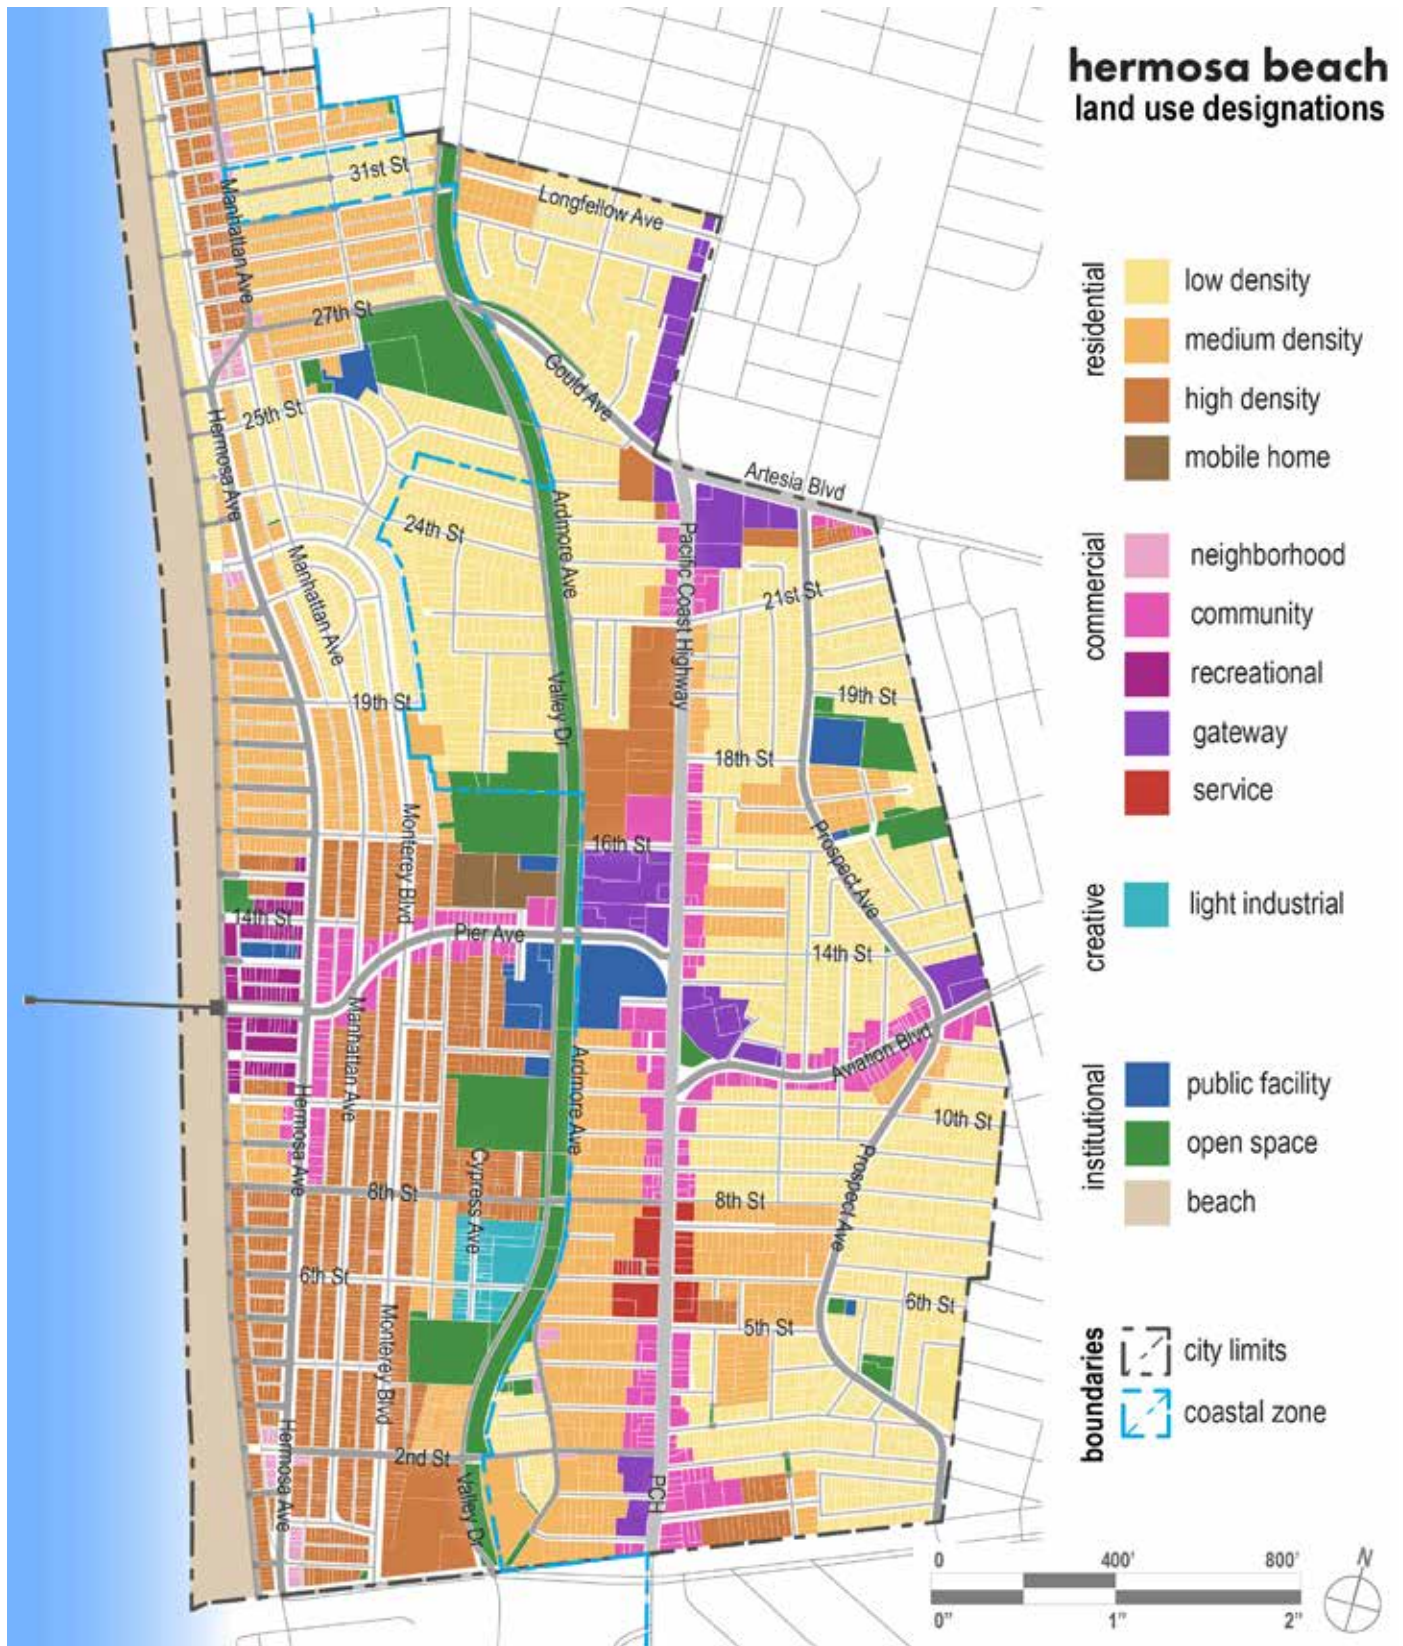 hermosa beach
land use designations
31st St
Longfellow Ave
Manhattan Ave
27th St
Gould Ave
25th St
Hermosa Ave
Artesia Blvd
24th St
Ardmore Ave
Pacific Coast Highway
Manhattan Ave
21st St
19th St
Valley Dr
19th St
18th St
Monterey Blvd
16th St
Prospect Ave
14th St
Pier Ave
14th St
Manhattan Ave
Aviation Blvd
Ardmore Ave
Hermosa Ave
10th St
Cypress Ave
Prospect Ave
8th St
8th St
6th St
6th St
5th St
Monterey Blvd
Hermosa Ave
2nd St
Valley Dr
PCH
residential
low density
medium density
high density
mobile home
commercial
neighborhood
community
recreational
gateway
service
creative
light industrial
institutional
public facility
open space
beach
boundaries
city limits
coastal zone
0 400' 800'
0" 1" 2"
N